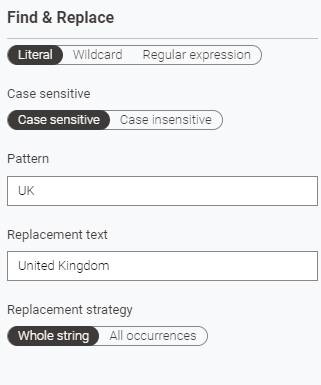 Find & Replace
Literal Wildcard Regular expression
Case sensitive
Case sensitive Case insensitive
Pattern
UK
Replacement text
United Kingdom
Replacement strategy
Whole string All occurrences